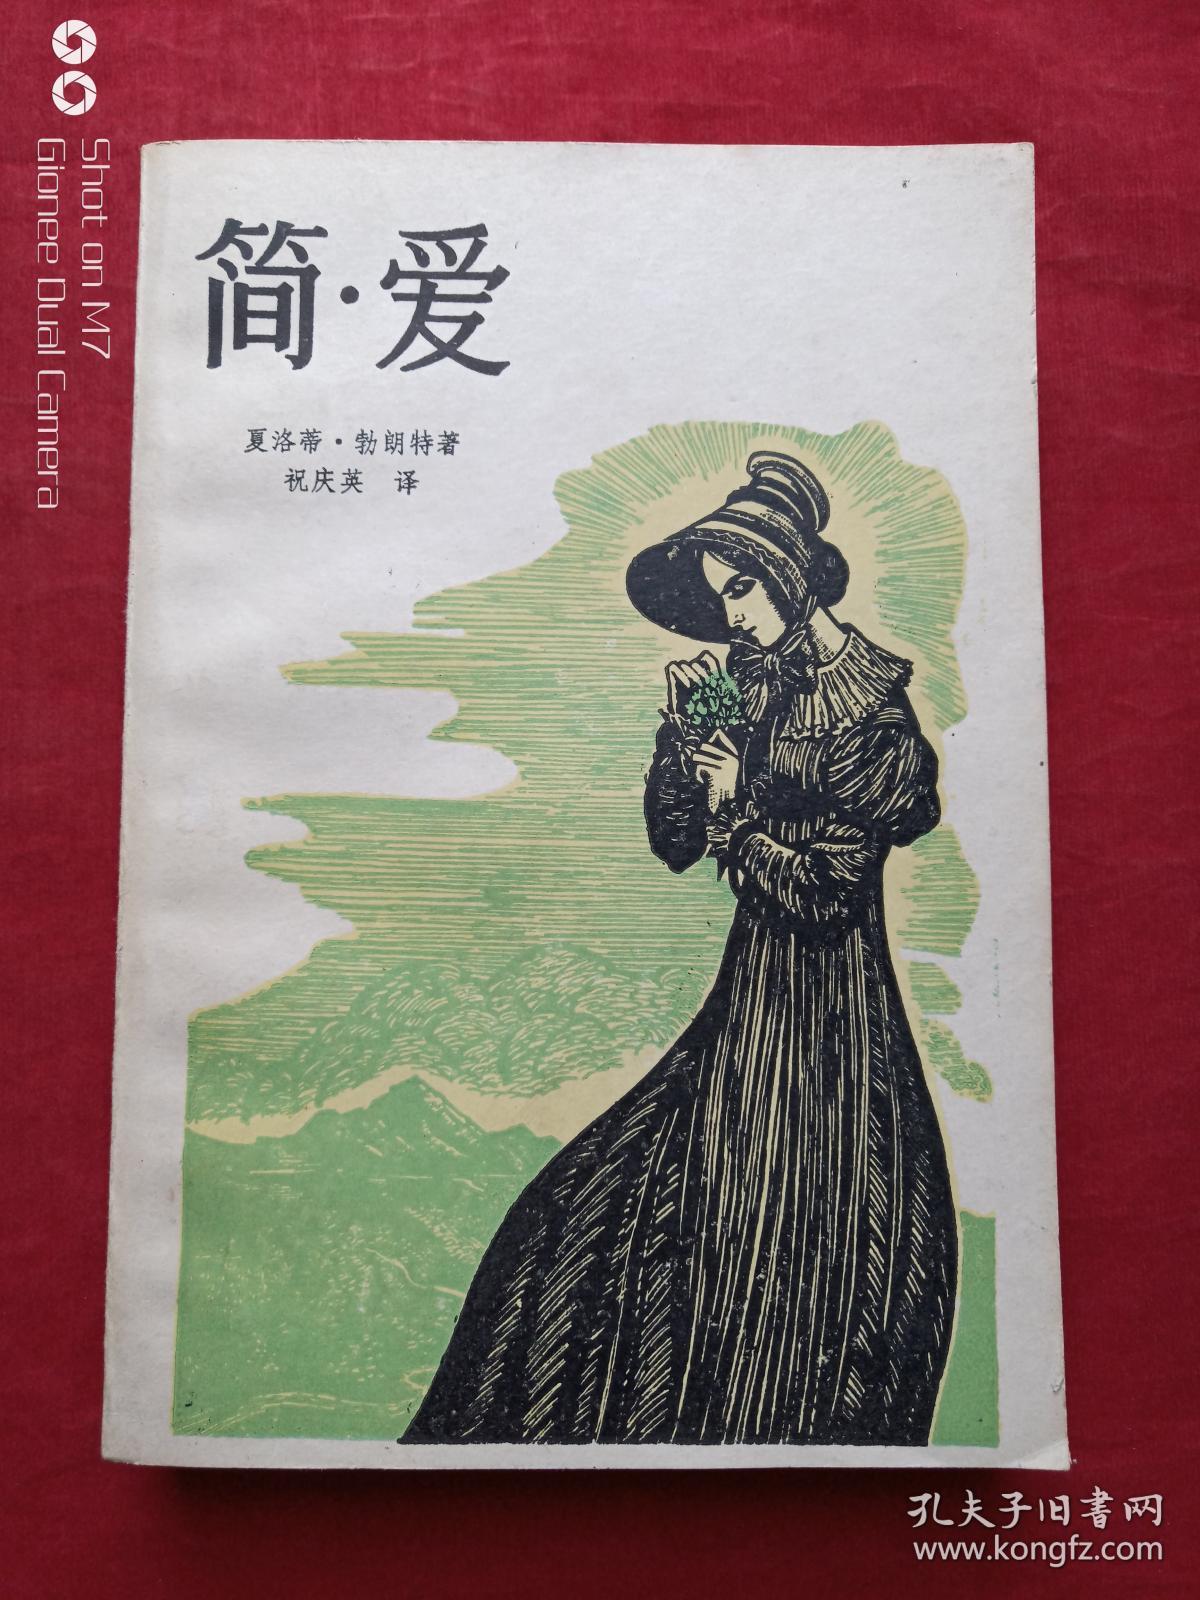 Shot on M7
Gionee Dual Camera
简·爱
夏洛蒂·勃朗特著
祝庆英 译
孔夫子旧书网
www.kongfz.com